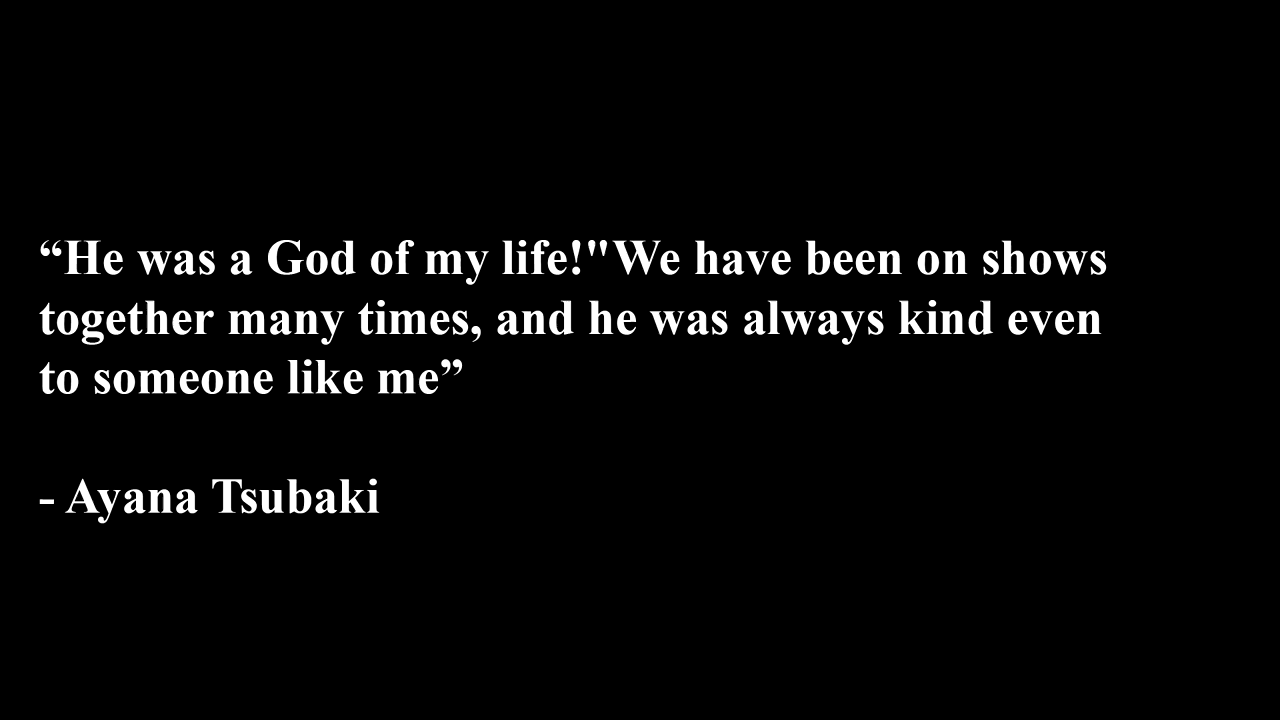 “He was a God of my life!"We have been on shows
together many times, and he was always kind even
to someone like me”
- Ayana Tsubaki